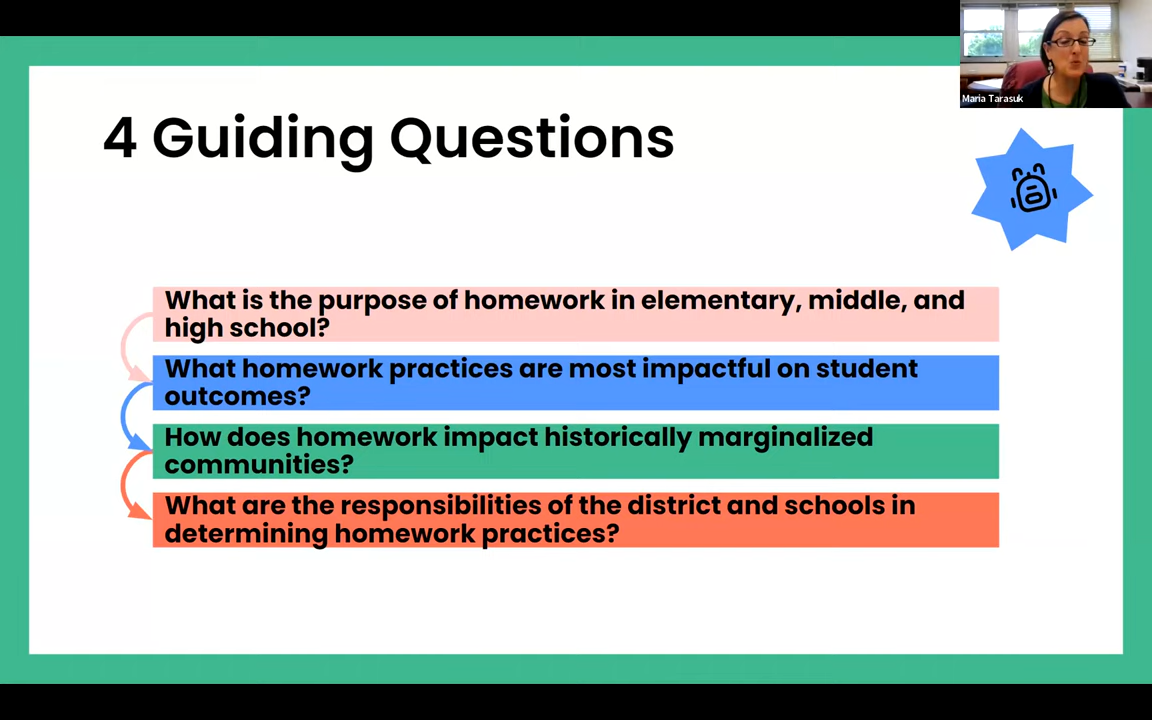 Maria Tarasuk
4 Guiding Questions
What is the purpose of homework in elementary, middle, and
high school?
What homework practices are most impactful on student
outcomes?
How does homework impact historically marginalized
communities?
What are the responsibilities of the district and schools in
determining homework practices?